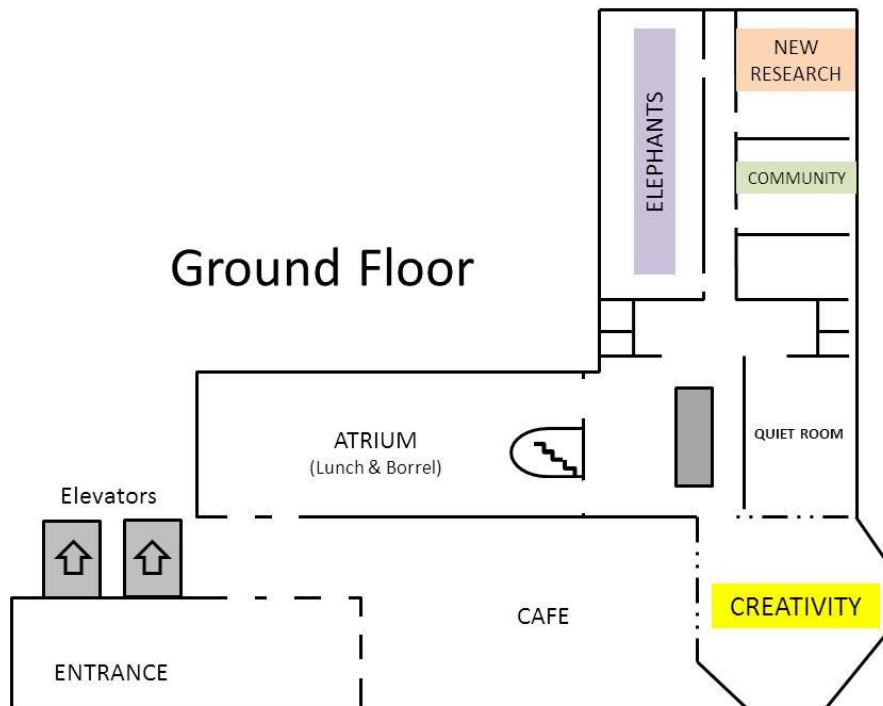 NEW
RESEARCH
ELEPHANTS
COMMUNITY
Ground Floor
ATRIUM
(Lunch & Borrel)
QUIET ROOM
Elevators
CREATIVITY
CAFE
ENTRANCE